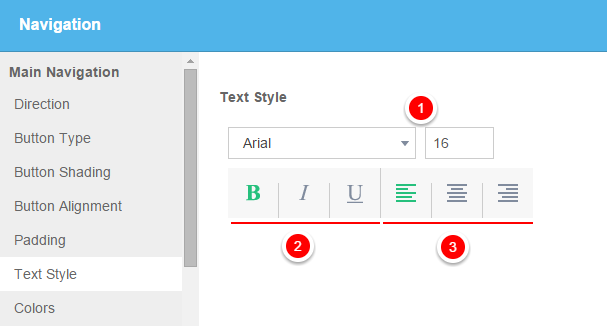 Navigation
Main Navigation
Direction
Button Type
Button Shading
Button Alignment
Padding
Text Style
Colors
Text Style
1
Arial 16
B I U
2 3